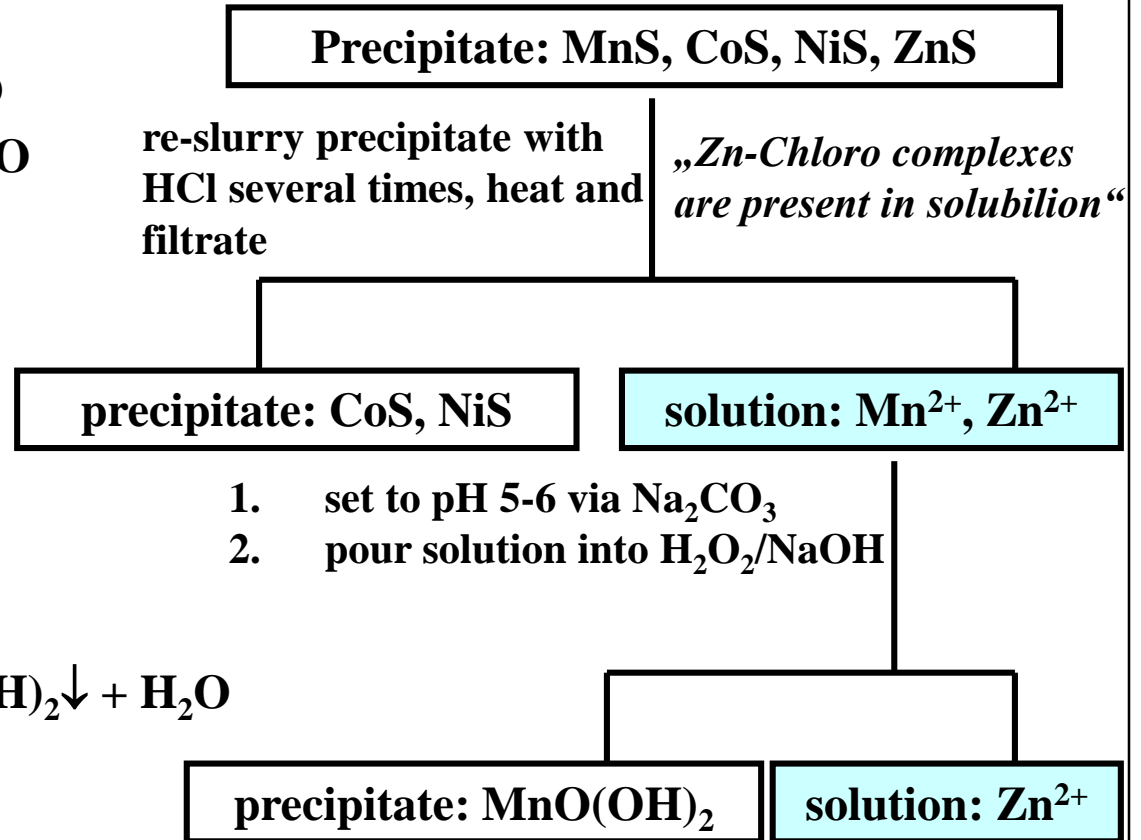 Precipitate: MnS, CoS, NiS, ZnS
)
O
re-slurry precipitate with
HCl several times, heat and
filtrate
„Zn-Chloro complexes
are present in solubilion“
precipitate: CoS, NiS
solution: Mn²⁺, Zn²⁺
1. set to pH 5-6 via Na₂CO₃
2. pour solution into H₂O₂/NaOH
H)₂↓ + H₂O
precipitate: MnO(OH)₂
solution: Zn²⁺